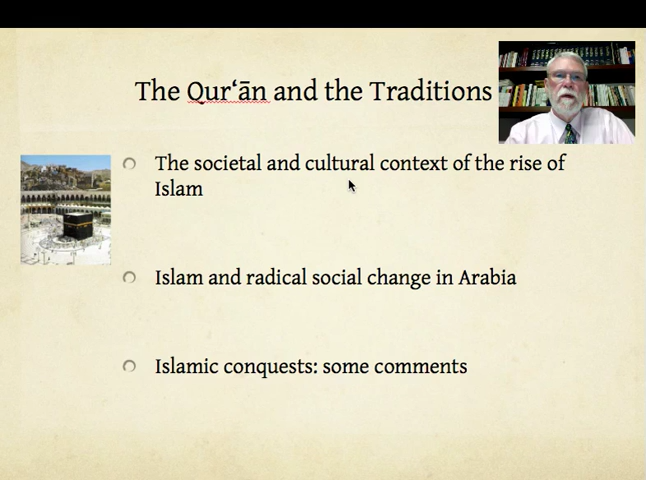 The Qur‘ān and the Traditions
The societal and cultural context of the rise of
Islam
Islam and radical social change in Arabia
Islamic conquests: some comments